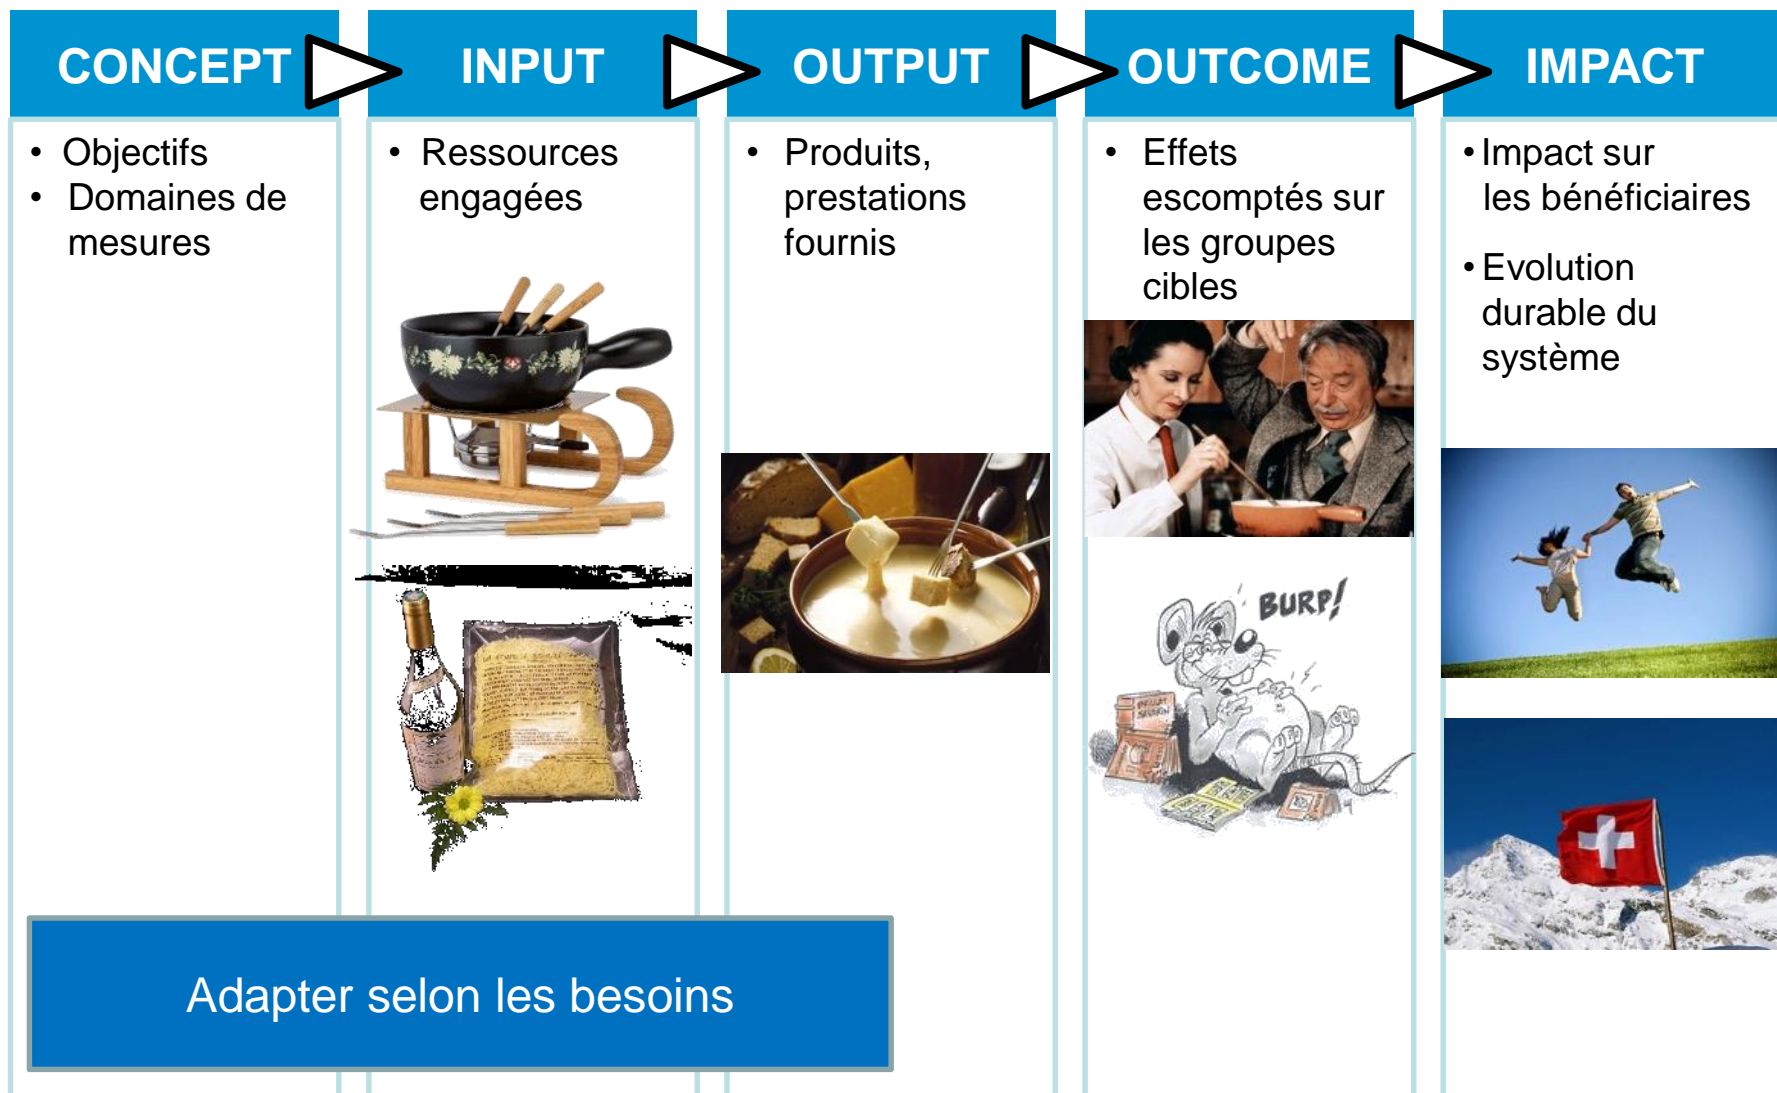 CONCEPT
INPUT
OUTPUT
OUTCOME
IMPACT
• Objectifs
• Domaines de
mesures
• Ressources
engagées
• Produits,
prestations
fournis
• Effets
escomptés sur
les groupes
cibles
• Impact sur
les bénéficiaires
• Evolution
durable du
système
BURP!
Adapter selon les besoins